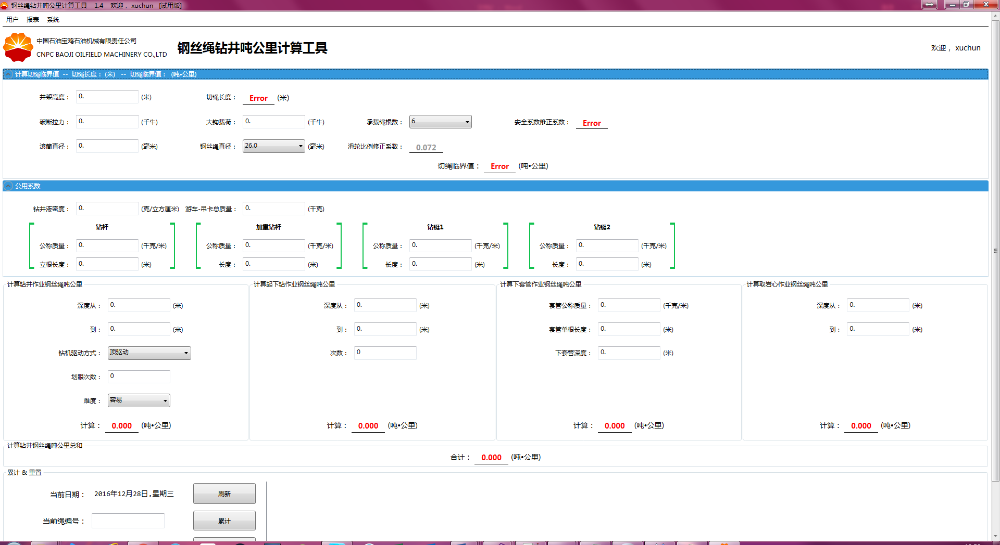 钢丝绳钻井吨公里计算工具 1.4 欢迎， xuchun [试用版]
用户 报表 系统
中国石油宝鸡石油机械有限责任公司
CNPC BAOJI OILFIELD MACHINERY CO.,LTD
钢丝绳钻井吨公里计算工具
欢迎， xuchun
计算切绳临界值 -- 切绳长度：(米) -- 切绳临界值： (吨•公里)
井架高度： 0. (米) 切绳长度： Error (米)
破断拉力： 0. (千牛) 大钩载荷： 0. (千牛) 承载绳根数： 6 安全系数修正系数： Error
滚筒直径： 0. (毫米) 钢丝绳直径： 26.0 (毫米) 滑轮比例修正系数： 0.072
切绳临界值： Error (吨•公里)
公用系数
钻井液密度： 0. (克/立方厘米) 游车-吊卡总质量： 0. (千克)
钻杆 加重钻杆 钻铤1 钻铤2
公称质量： 0. (千克/米) 公称质量： 0. (千克/米) 公称质量： 0. (千克/米) 公称质量： 0. (千克/米)
立根长度： 0. (米) 长度： 0. (米) 长度： 0. (米) 长度： 0. (米)
计算钻井作业钢丝绳吨公里 计算起下钻作业钢丝绳吨公里 计算下套管作业钢丝绳吨公里 计算取岩心作业钢丝绳吨公里
深度从： 0. (米) 深度从： 0. (米) 套管公称质量： 0. (千克/米) 深度从： 0. (米)
到： 0. (米) 到： 0. (米) 套管单根长度： 0. (米) 到： 0. (米)
钻机驱动方式： 顶驱动 次数： 0 下套管深度： 0. (米)
划眼次数： 0
难度： 容易
计算： 0.000 (吨•公里) 计算： 0.000 (吨•公里) 计算： 0.000 (吨•公里) 计算： 0.000 (吨•公里)
计算钻井钢丝绳吨公里总和
合计： 0.000 (吨•公里)
累计 & 重置
当前日期： 2016年12月28日,星期三 刷新
当前绳编号： 累计